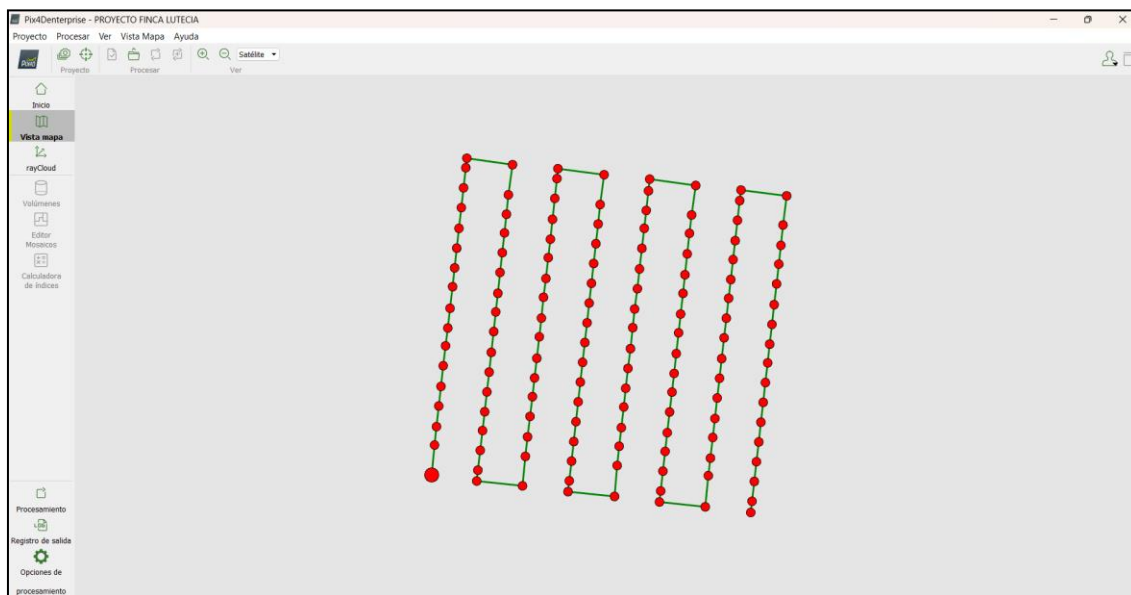 Pix4Denterprise - PROYECTO FINCA LUTECIA
Proyecto Procesar Ver Vista Mapa Ayuda
Satélite
Proyecto Procesar Ver
Inicio
Vista mapa
rayCloud
Volúmenes
Editor
Mosaicos
Calculadora
de índices
Procesamiento
LOG
Registro de salida
Opciones de
procesamiento